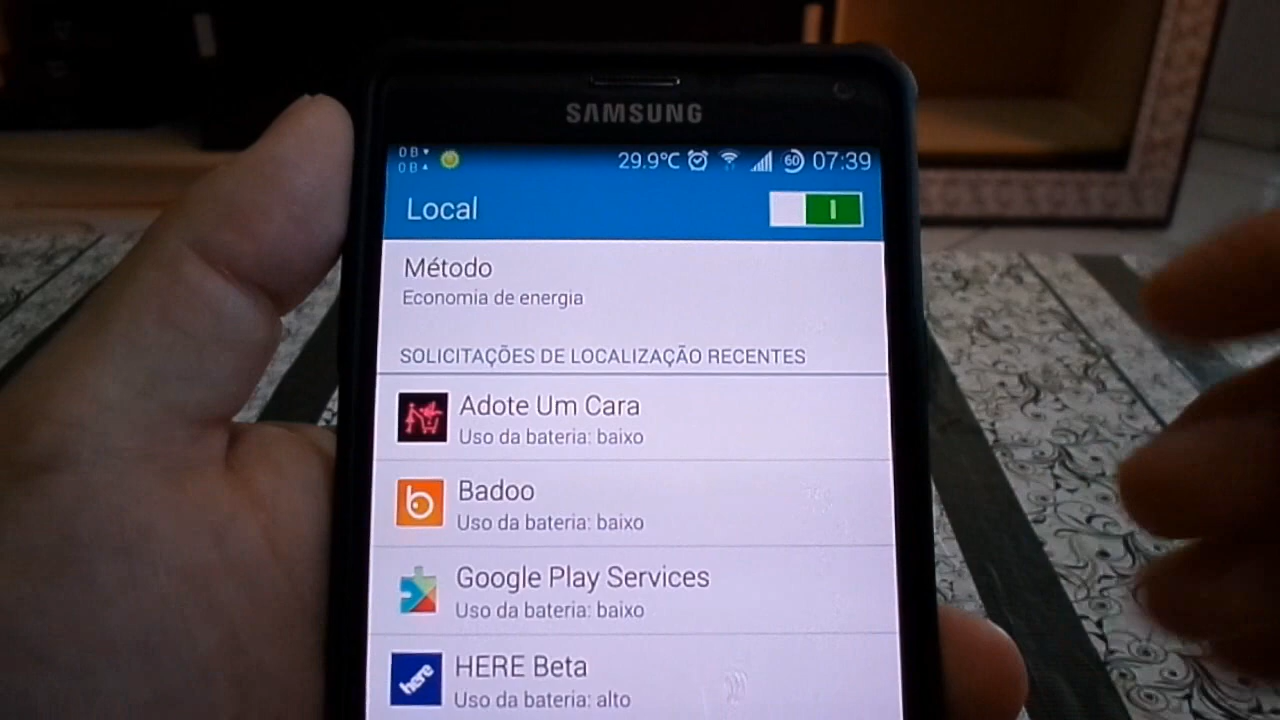 SAMSUNG
0 B ▾ 29.9°C 60 07:39
0 B ▴
Local
Método
Economia de energia
SOLICITAÇÕES DE LOCALIZAÇÃO RECENTES
Adote Um Cara
Uso da bateria: baixo
Badoo
Uso da bateria: baixo
Google Play Services
Uso da bateria: baixo
here HERE Beta
Uso da bateria: alto